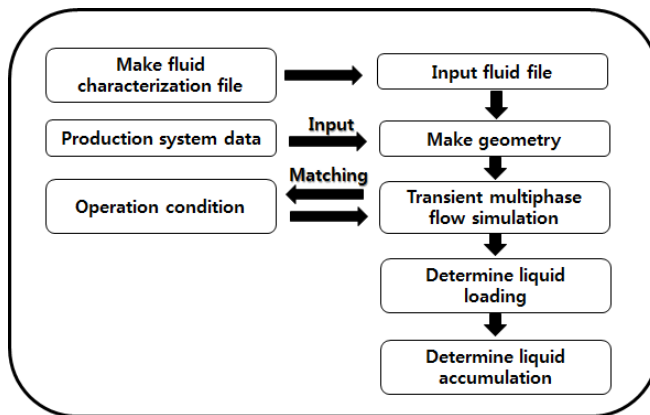 Make fluid
characterization file
Input fluid file
Production system data
Input
Make geometry
Matching
Operation condition
Transient multiphase
flow simulation
Determine liquid
loading
Determine liquid
accumulation